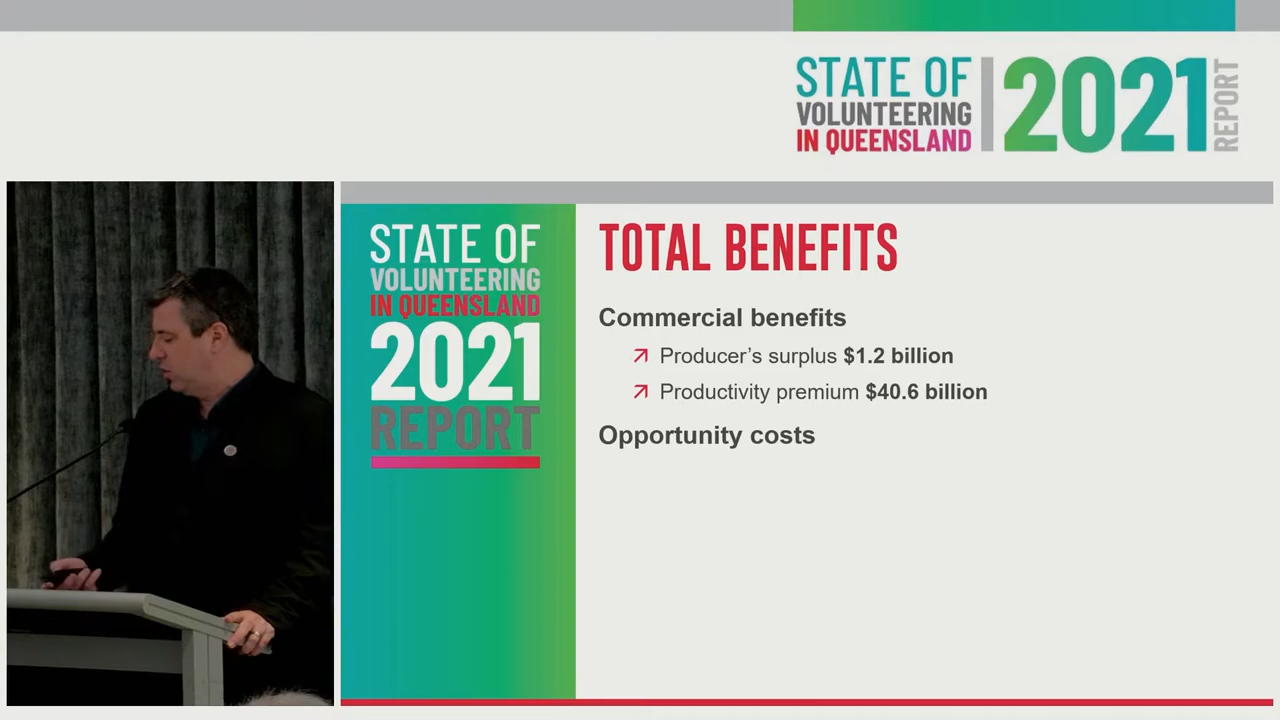 STATE OF
VOLUNTEERING
IN QUEENSLAND
2021
REPORT
STATE OF
VOLUNTEERING
IN QUEENSLAND
2021
REPORT
TOTAL BENEFITS
Commercial benefits
Producer’s surplus $1.2 billion
Productivity premium $40.6 billion
Opportunity costs